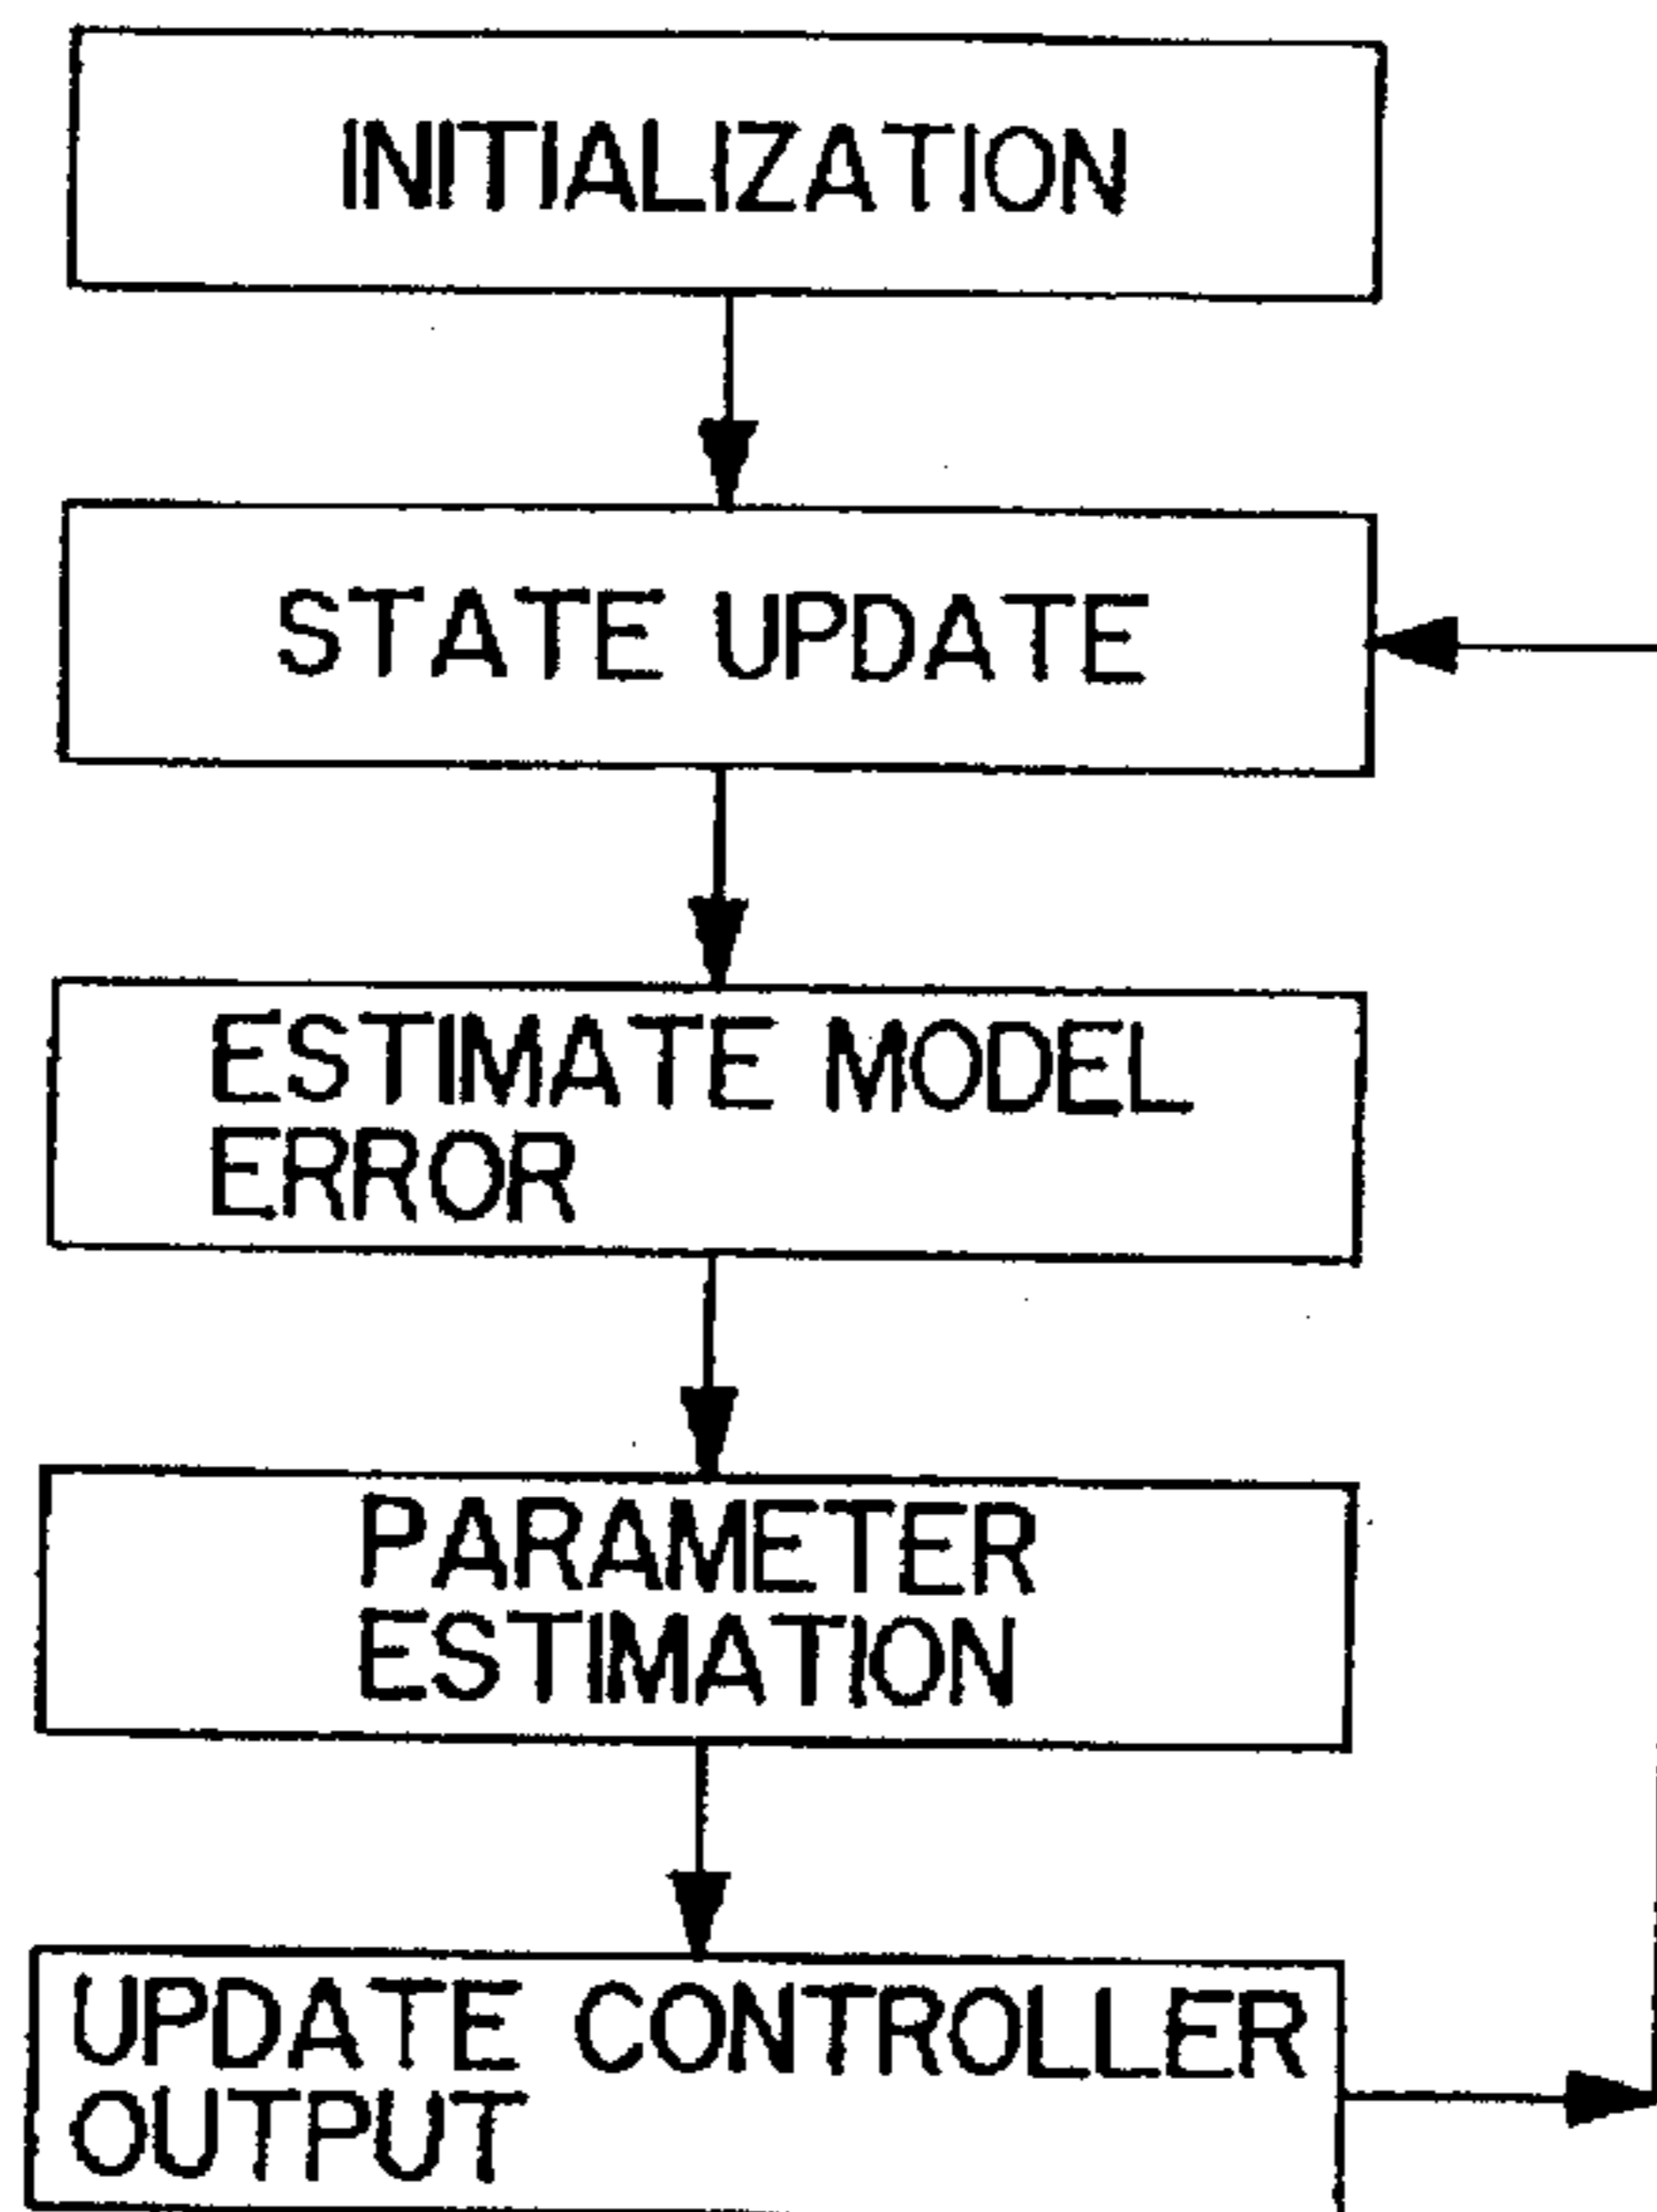 INITIALIZATION
STATE UPDATE
ESTIMATE MODEL
ERROR
PARAMETER
ESTIMATION
UPDATE CONTROLLER
OUTPUT